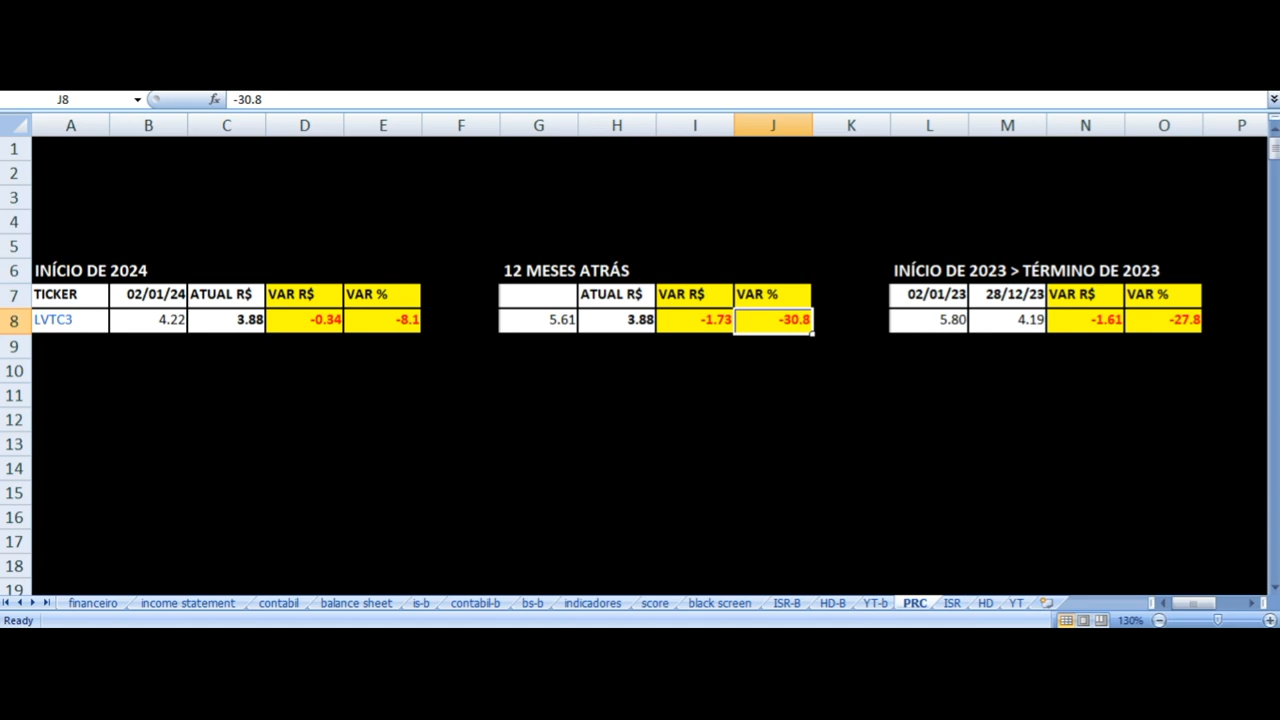 J8 fx -30.8
A B C D E F G H I J K L M N O P
1
2
3
4
5
6 INÍCIO DE 2024 12 MESES ATRÁS INÍCIO DE 2023 > TÉRMINO DE 2023
7 TICKER 02/01/24 ATUAL R$ VAR R$ VAR % ATUAL R$ VAR R$ VAR % 02/01/23 28/12/23 VAR R$ VAR %
8 LVTC3 4.22 3.88 -0.34 -8.1 5.61 3.88 -1.73 -30.8 5.80 4.19 -1.61 -27.8
9
10
11
12
13
14
15
16
17
18
19
financeiro income statement contabil balance sheet is-b contabil-b bs-b indicadores score black screen ISR-B HD-B YT-b PRC ISR HD YT
Ready 130%